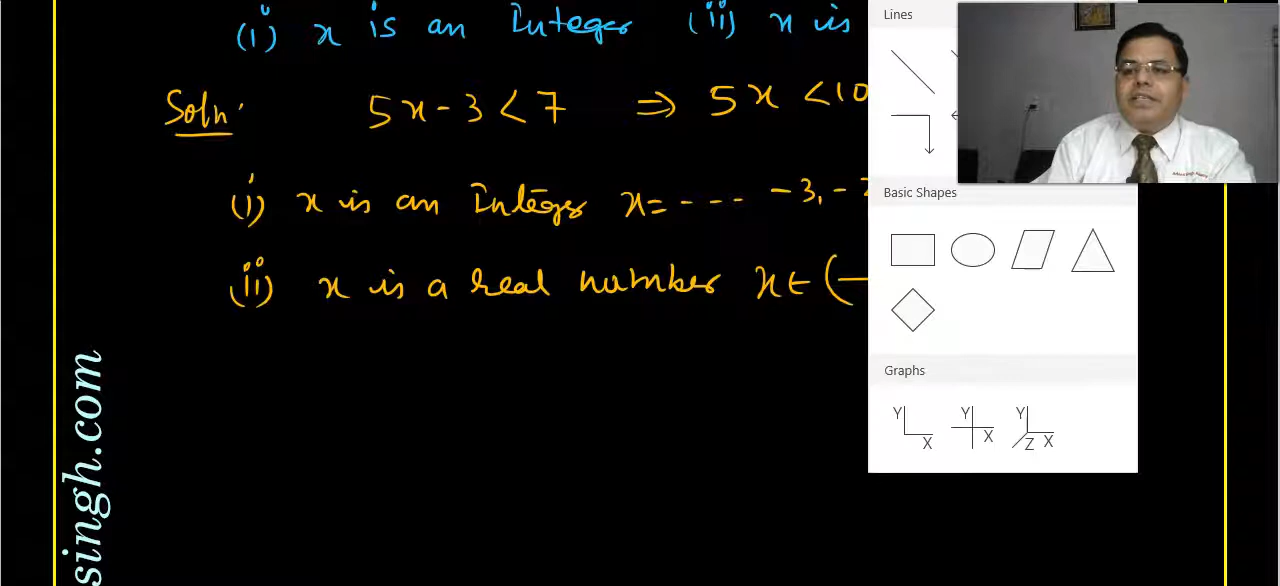 (i) x is an Integer (ii) x is
Soln: 5x - 3 < 7 ⇒ 5x < 10
(i) x is an Integer x = - - - - -3, -2
(ii) x is a real number x ∈ (-
singh.com
Lines
Basic Shapes
Graphs
Y X Y X Y Z X